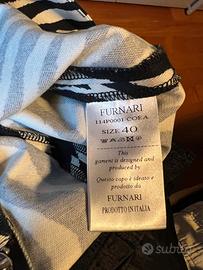 FURNARI
114P0001 COEA
SIZE 40
This
garment is designed and
produced by
Questo capo è ideato e
prodotto da
FURNARI
PRODOTTO IN ITALIA
subito